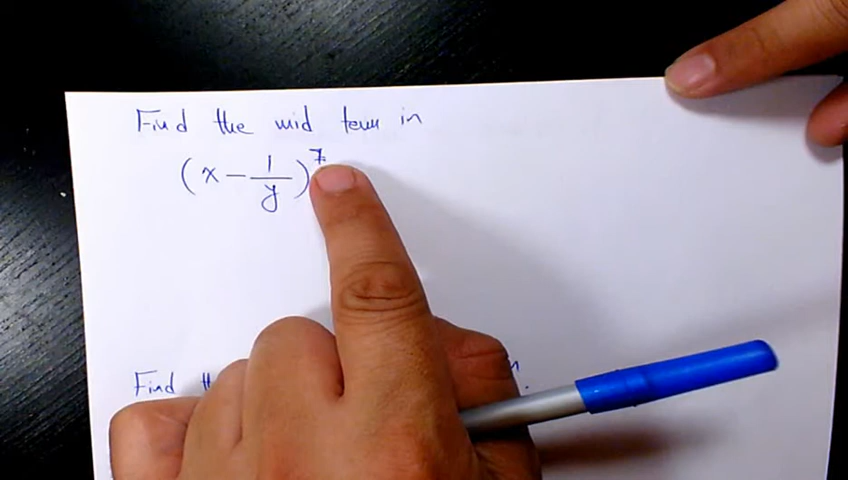 Find the mid term in
(x - 1/y)^7
Find